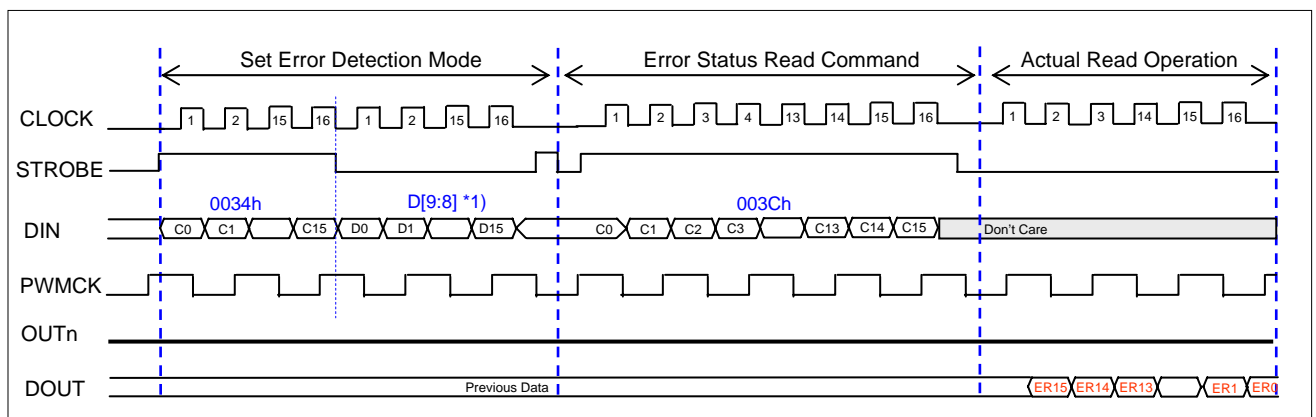 Set Error Detection Mode Error Status Read Command Actual Read Operation
CLOCK 1 2 15 16 1 2 15 16 1 2 3 4 13 14 15 16 1 2 3 14 15 16
STROBE
0034h D[9:8] *1) 003Ch
DIN C0 C1 C15 D0 D1 D15 C0 C1 C2 C3 C13 C14 C15 Don't Care
PWMCK
OUTn
DOUT Previous Data ER15 ER14 ER13 ER1 ER0